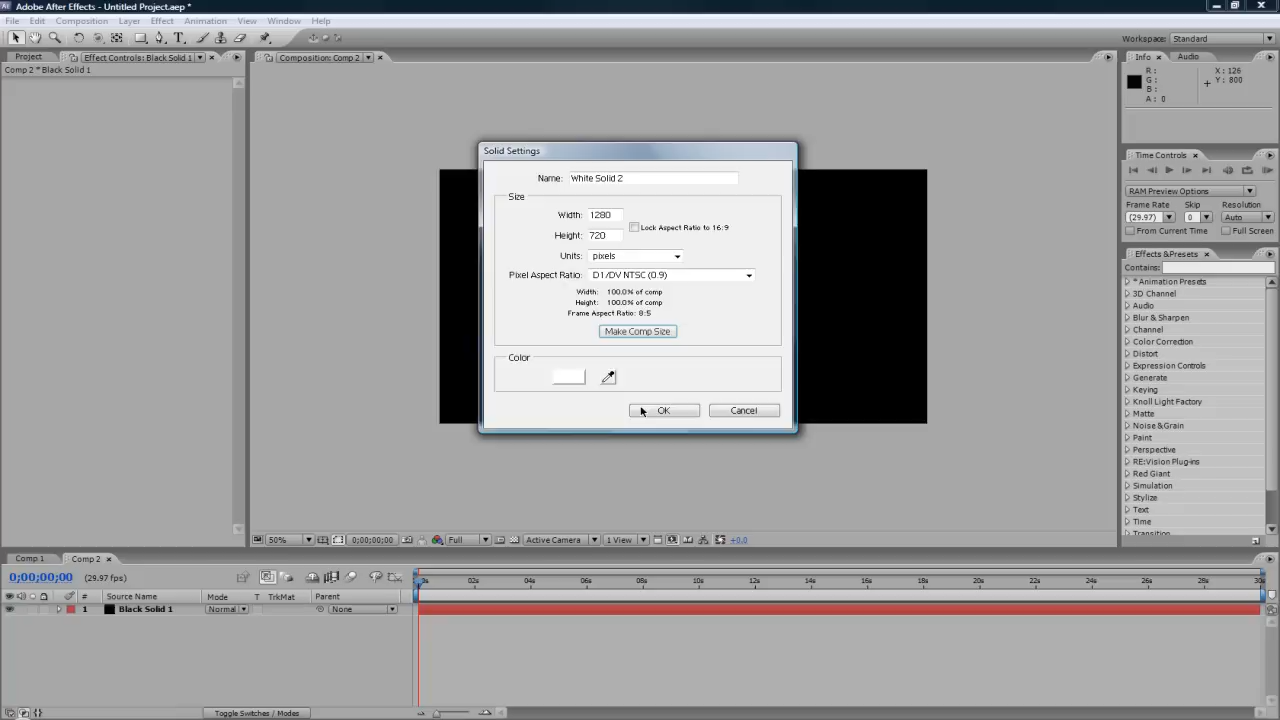 Adobe After Effects - Untitled Project.aep *
File Edit Composition Layer Effect Animation View Window Help
Workspace: Standard
Project Effect Controls: Black Solid 1 Composition: Comp 2 Info Audio
Comp 2 * Black Solid 1
R :
G :
B :
A : 0
X : 126
Y : 800
Solid Settings
Name: White Solid 2
Size
Width: 1280
Lock Aspect Ratio to 16:9
Height: 720
Units: pixels
Pixel Aspect Ratio: D1/DV NTSC (0.9)
Width: 100.0% of comp
Height: 100.0% of comp
Frame Aspect Ratio: 8:5
Make Comp Size
Color
OK Cancel
Time Controls
RAM Preview Options
Frame Rate Skip Resolution
(29.97) 0 Auto
From Current Time Full Screen
Effects &Presets
Contains:
* Animation Presets
3D Channel
Audio
Blur & Sharpen
Channel
Color Correction
Distort
Expression Controls
Generate
Keying
Knoll Light Factory
Matte
Noise &Grain
Paint
Perspective
RE:Vision Plug-ins
Red Giant
Simulation
Stylize
Text
Time
Transition
50% 0;00;00;00 Full Active Camera 1 View +0.0
Comp 1 Comp 2
0;00;00;00 (29.97 fps)
02s 04s 06s 08s 10s 12s 14s 16s 18s 20s 22s 24s 26s 28s 30s
# Source Name Mode T TrkMat Parent
1 Black Solid 1 Normal None
Toggle Switches / Modes